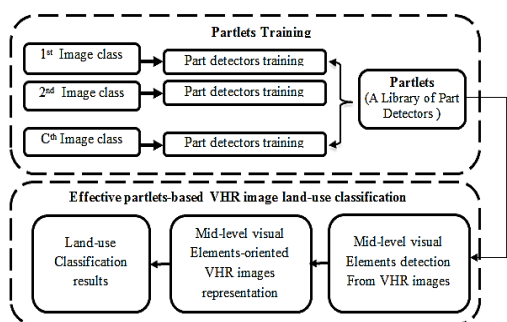 Partlets Training
1st Image class
Part detectors training
2nd Image class
Part detectors training
Cth Image class
Part detectors training
Partlets
(A Library of Part
Detectors )
Effective partlets-based VHR image land-use classification
Land-use
Classification
results
Mid-level visual
Elements-oriented
VHR images
representation
Mid-level visual
Elements detection
From VHR images